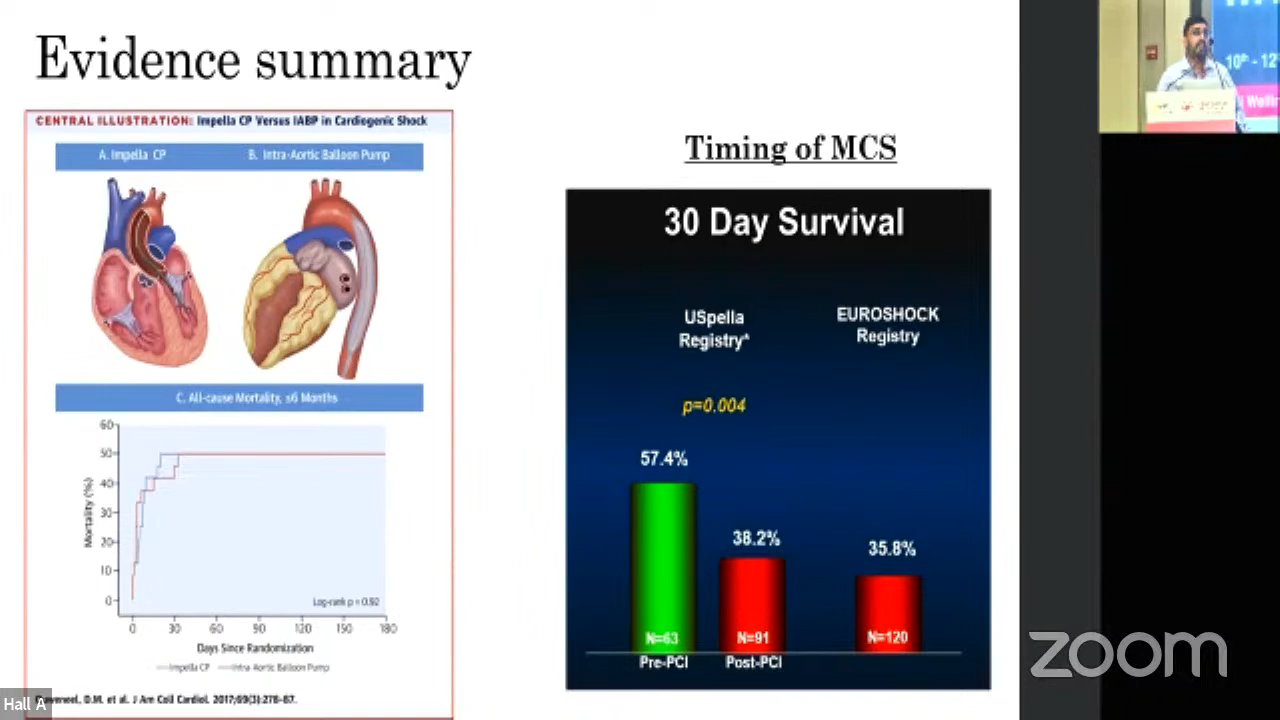 Evidence summary
CENTRAL ILLUSTRATION: Impella CP Versus IABP in Cardiogenic Shock
A. Impella CP
B. Intra-Aortic Balloon Pump
C. All-cause Mortality, ≤6 Months
Mortality (%)
60
50
40
30
20
10
0
Log-rank p = 0.92
0 30 60 90 120 150 180
Days Since Randomization
Impella CP
Intra-Aortic Balloon Pump
D.M. et al. J Am Coll Cardiol. 2017;69(3):278–87.
Hall A
Timing of MCS
30 Day Survival
USpella
Registry*
EUROSHOCK
Registry
p=0.004
57.4%
38.2%
35.8%
N=63
N=91
N=120
Pre-PCI
Post-PCI
10th - 12
zoom